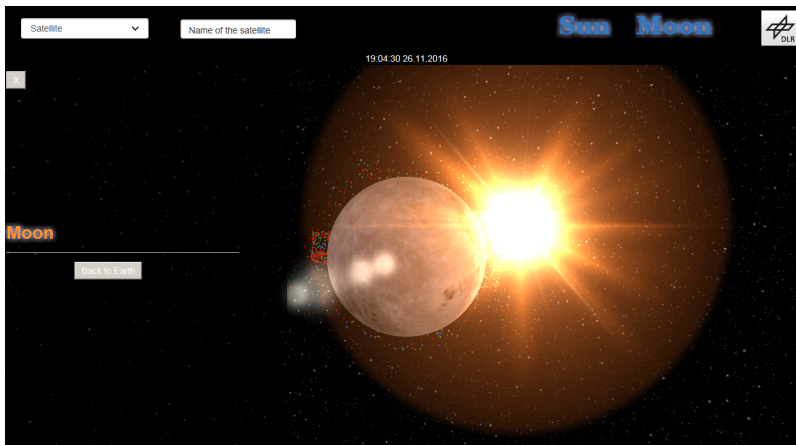 Satellite
Name of the satellite
Sun Moon
DLR
19:04:30 26.11.2016
X
Moon
Back to Earth